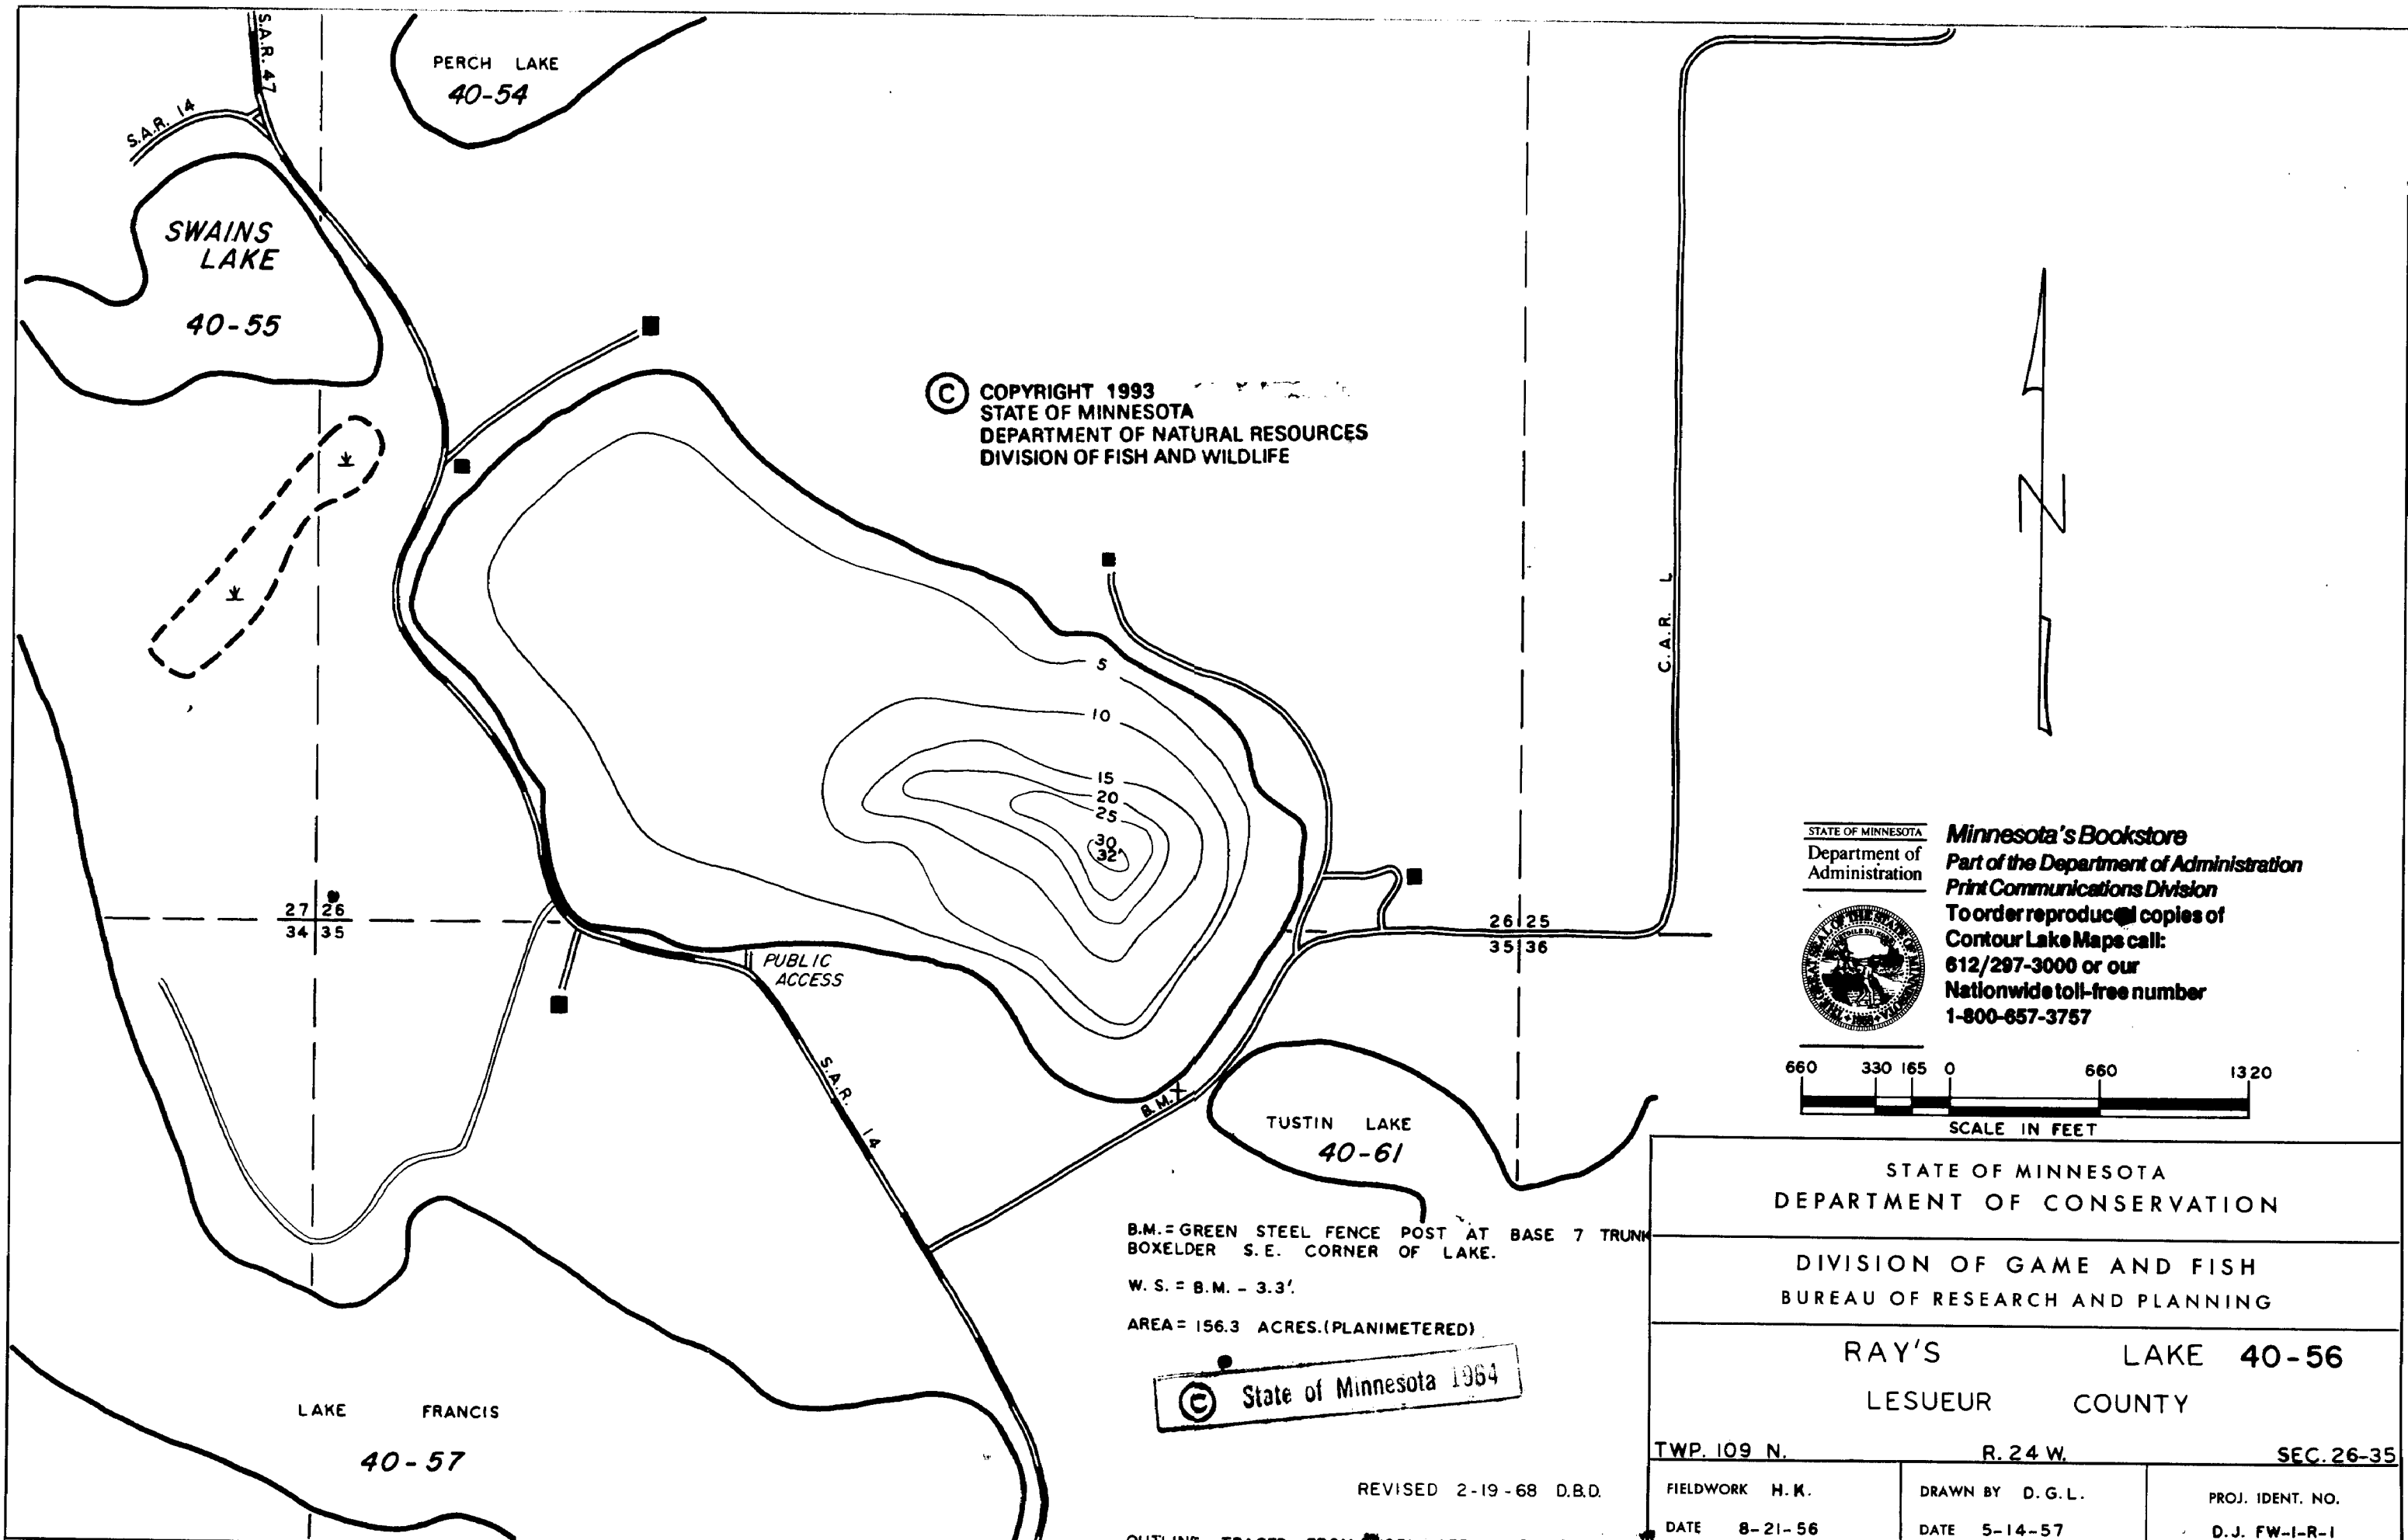 S.A.R. 47
S.A.R. 14
PERCH LAKE
40-54
SWAINS
LAKE
40-55
© COPYRIGHT 1993
STATE OF MINNESOTA
DEPARTMENT OF NATURAL RESOURCES
DIVISION OF FISH AND WILDLIFE
N
C.A.R. L
5
10
15
20
25
30
32'
27 26
34 35
26 25
35 36
PUBLIC
ACCESS
S.A.R. 14
B.M.
TUSTIN LAKE
40-61
LAKE FRANCIS
40-57
STATE OF MINNESOTA
Department of
Administration
Minnesota's Bookstore
Part of the Department of Administration
Print Communications Division
To order reproduced copies of
Contour Lake Maps call:
612/297-3000 or our
Nationwide toll-free number
1-800-657-3757
660 330 165 0 660 1320
SCALE IN FEET
B.M. = GREEN STEEL FENCE POST AT BASE 7 TRUNK
BOXELDER S.E. CORNER OF LAKE.
W. S. = B.M. - 3.3'.
AREA = 156.3 ACRES. (PLANIMETERED)
© State of Minnesota 1964
REVISED 2-19-68 D.B.D.
OUTLINE TRACED FROM
STATE OF MINNESOTA
DEPARTMENT OF CONSERVATION
DIVISION OF GAME AND FISH
BUREAU OF RESEARCH AND PLANNING
RAY'S LAKE 40-56
LESUEUR COUNTY
TWP. 109 N. R. 24 W. SEC. 26-35
FIELDWORK H.K.
DATE 8-21-56
DRAWN BY D.G.L.
DATE 5-14-57
PROJ. IDENT. NO.
D.J. FW-1-R-1